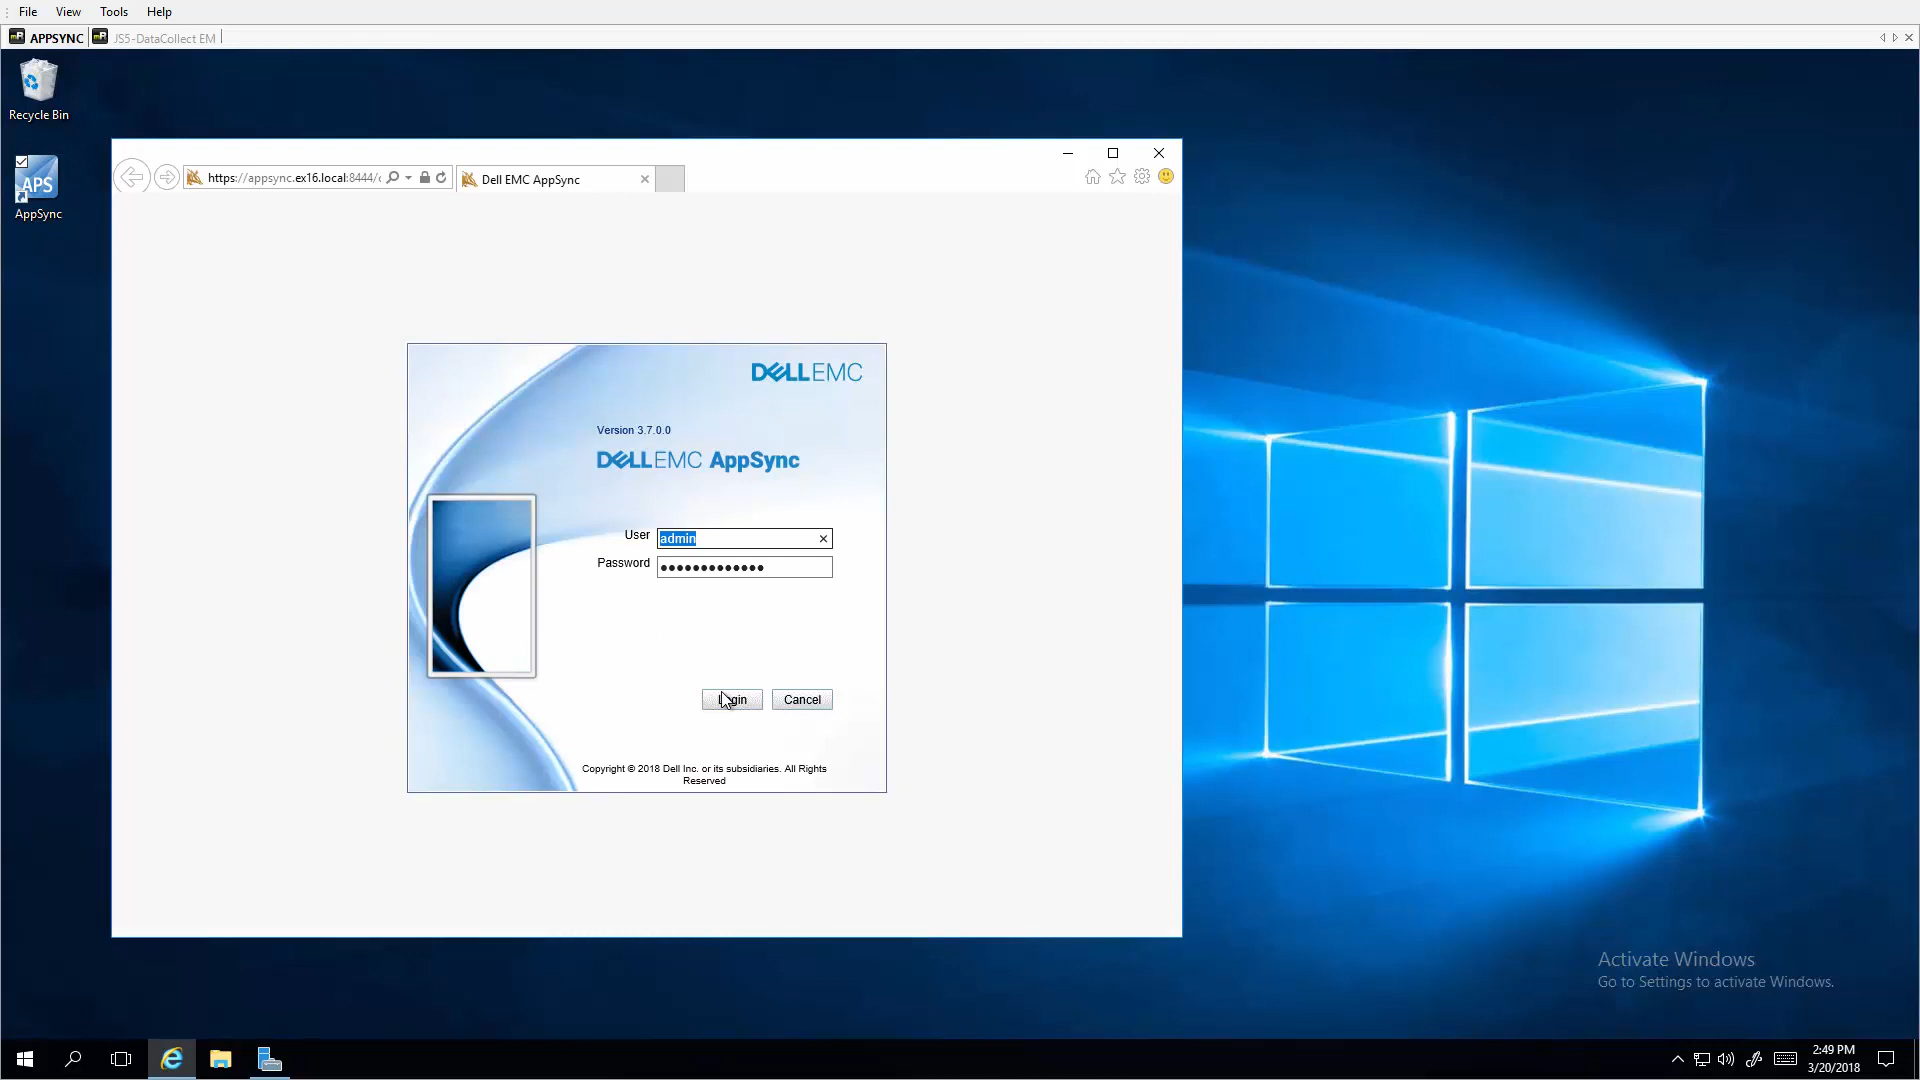 File View Tools Help
APPSYNC JS5-DataCollect EM
Recycle Bin
APS
AppSync
https://appsync.ex16.local:8444/
Dell EMC AppSync
DELLEMC
Version 3.7.0.0
DELLEMC AppSync
User admin
Password
Login Cancel
Copyright © 2018 Dell Inc. or its subsidiaries. All Rights
Reserved
Activate Windows
Go to Settings to activate Windows.
2:49 PM
3/20/2018